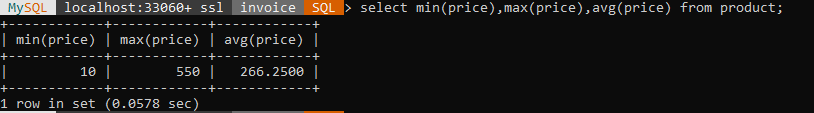 MySQL localhost:33060+ ssl invoice SQL > select min(price),max(price),avg(price) from product;
+------------+------------+------------+
| min(price) | max(price) | avg(price) |
+------------+------------+------------+
|         10 |        550 |   266.2500 |
+------------+------------+------------+
1 row in set (0.0578 sec)